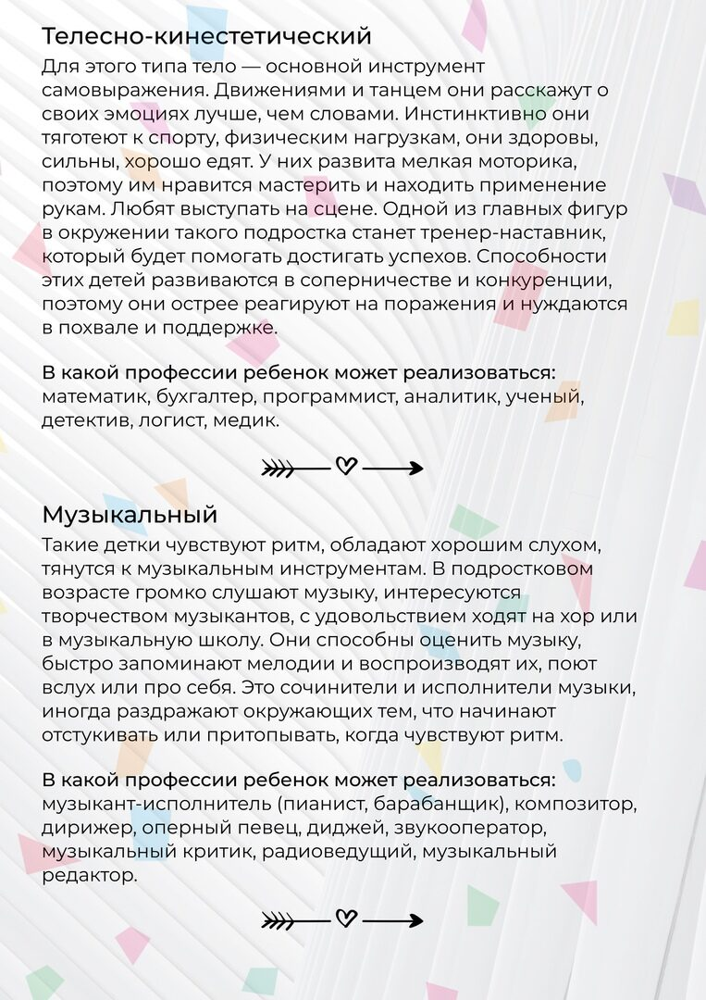 Телесно-кинестетический
Для этого типа тело — основной инструмент
самовыражения. Движениями и танцем они расскажут о
своих эмоциях лучше, чем словами. Инстинктивно они
тяготеют к спорту, физическим нагрузкам, они здоровы,
сильны, хорошо едят. У них развита мелкая моторика,
поэтому им нравится мастерить и находить применение
рукам. Любят выступать на сцене. Одной из главных фигур
в окружении такого подростка станет тренер-наставник,
который будет помогать достигать успехов. Способности
этих детей развиваются в соперничестве и конкуренции,
поэтому они острее реагируют на поражения и нуждаются
в похвале и поддержке.
В какой профессии ребенок может реализоваться:
математик, бухгалтер, программист, аналитик, ученый,
детектив, логист, медик.
Музыкальный
Такие детки чувствуют ритм, обладают хорошим слухом,
тянутся к музыкальным инструментам. В подростковом
возрасте громко слушают музыку, интересуются
творчеством музыкантов, с удовольствием ходят на хор или
в музыкальную школу. Они способны оценить музыку,
быстро запоминают мелодии и воспроизводят их, поют
вслух или про себя. Это сочинители и исполнители музыки,
иногда раздражают окружающих тем, что начинают
отстукивать или притопывать, когда чувствуют ритм.
В какой профессии ребенок может реализоваться:
музыкант-исполнитель (пианист, барабанщик), композитор,
дирижер, оперный певец, диджей, звукооператор,
музыкальный критик, радиоведущий, музыкальный
редактор.